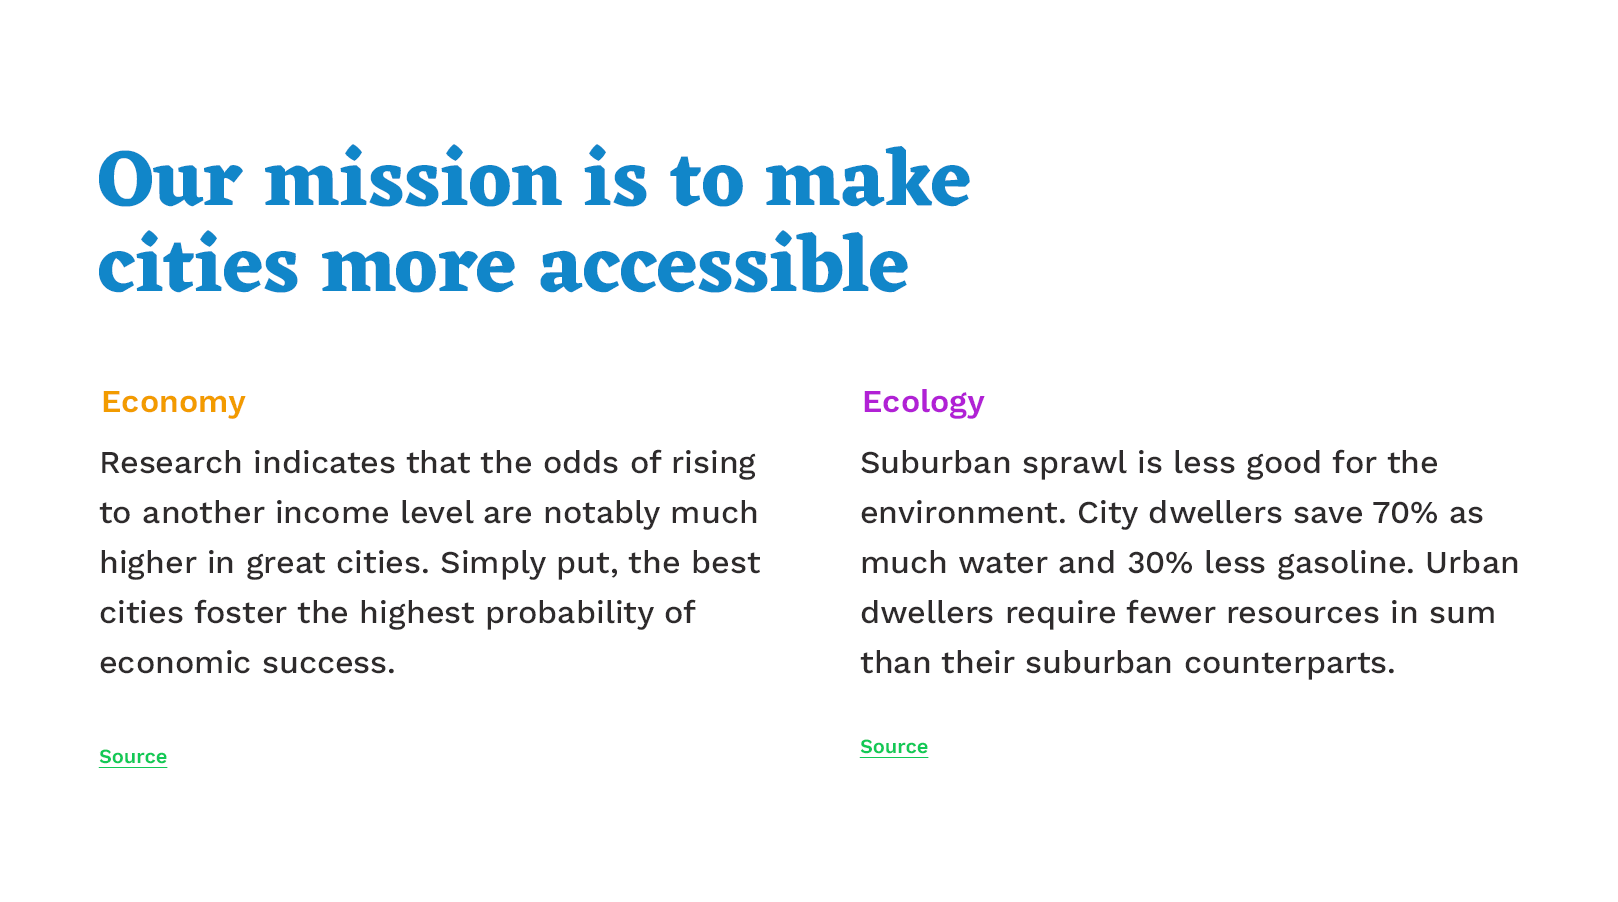 Our mission is to make
cities more accessible
Economy
Research indicates that the odds of rising
to another income level are notably much
higher in great cities. Simply put, the best
cities foster the highest probability of
economic success.
Source
Ecology
Suburban sprawl is less good for the
environment. City dwellers save 70% as
much water and 30% less gasoline. Urban
dwellers require fewer resources in sum
than their suburban counterparts.
Source